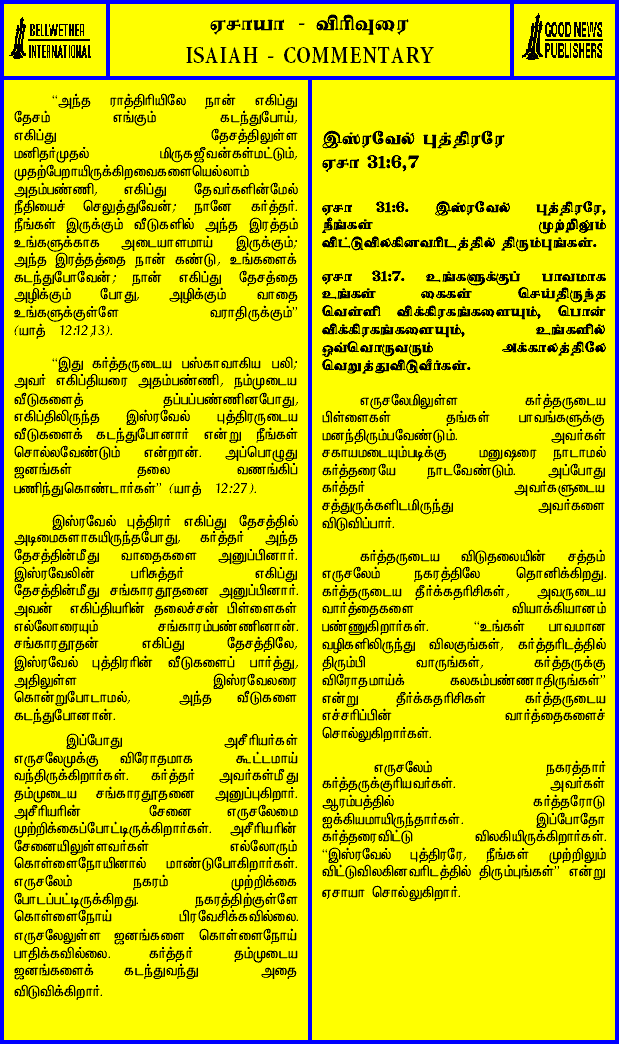 BELLWETHER
INTERNATIONAL
ஏசாயா - விரிவுரை
ISAIAH - COMMENTARY
GOOD NEWS
PUBLISHERS
“அந்த ராத்திரியிலே நான் எகிப்து
தேசம் எங்கும் கடந்துபோய்,
எகிப்து தேசத்திலுள்ள
மனிதர்முதல் மிருகஜீவன்கள்மட்டும்,
முதற்பேறாயிருக்கிறவைகளையெல்லாம்
அதம்பண்ணி, எகிப்து தேவர்களின்மேல்
நீதியைச் செலுத்துவேன்; நானே கர்த்தர்.
நீங்கள் இருக்கும் வீடுகளில் அந்த இரத்தம்
உங்களுக்காக அடையாளமாய் இருக்கும்;
அந்த இரத்தத்தை நான் கண்டு, உங்களைக்
கடந்துபோவேன்; நான் எகிப்து தேசத்தை
அழிக்கும் போது, அழிக்கும் வாதை
உங்களுக்குள்ளே வராதிருக்கும்”
(யாத் 12:12,13).
“இது கர்த்தருடைய பஸ்காவாகிய பலி;
அவர் எகிப்தியரை அதம்பண்ணி, நம்முடைய
வீடுகளைத் தப்பப்பண்ணினபோது,
எகிப்திலிருந்த இஸ்ரவேல் புத்திரருடைய
வீடுகளைக் கடந்துபோனார் என்று நீங்கள்
சொல்லவேண்டும் என்றான். அப்பொழுது
ஜனங்கள் தலை வணங்கிப்
பணிந்துகொண்டார்கள்” (யாத் 12:27).
இஸ்ரவேல் புத்திரர் எகிப்து தேசத்தில்
அடிமைகளாகயிருந்தபோது, கர்த்தர் அந்த
தேசத்தின்மீது வாதைகளை அனுப்பினார்.
இஸ்ரவேலின் பரிசுத்தர் எகிப்து
தேசத்தின்மீது சங்காரதூதனை அனுப்பினார்.
அவன் எகிப்தியரின் தலைச்சன் பிள்ளைகள்
எல்லோரையும் சங்காரம்பண்ணினான்.
சங்காரதூதன் எகிப்து தேசத்திலே,
இஸ்ரவேல் புத்திரரின் வீடுகளைப் பார்த்து,
அதிலுள்ள இஸ்ரவேலரை
கொன்றுபோடாமல், அந்த வீடுகளை
கடந்துபோனான்.
இப்போது அசீரியர்கள்
எருசலேமுக்கு விரோதமாக கூட்டமாய்
வந்திருக்கிறார்கள். கர்த்தர் அவர்கள்மீது
தம்முடைய சங்காரதூதனை அனுப்புகிறார்.
அசீரியரின் சேனை எருசலேமை
முற்றிக்கைப்போட்டிருக்கிறார்கள். அசீரியரின்
சேனையிலுள்ளவர்கள் எல்லோரும்
கொள்ளைநோயினால் மாண்டுபோகிறார்கள்.
எருசலேம் நகரம் முற்றிக்கை
போடப்பட்டிருக்கிறது. நகரத்திற்குள்ளே
கொள்ளைநோய் பிரவேசிக்கவில்லை.
எருசலேலுள்ள ஜனங்களை கொள்ளைநோய்
பாதிக்கவில்லை. கர்த்தர் தம்முடைய
ஜனங்களைக் கடந்துவந்து அதை
விடுவிக்கிறார்.
இஸ்ரவேல் புத்திரரே
ஏசா 31:6,7
ஏசா 31:6. இஸ்ரவேல் புத்திரரே,
நீங்கள் முற்றிலும்
விட்டுவிலகினவரிடத்தில் திரும்புங்கள்.
ஏசா 31:7. உங்களுக்குப் பாவமாக
உங்கள் கைகள் செய்திருந்த
வெள்ளி விக்கிரகங்களையும், பொன்
விக்கிரகங்களையும், உங்களில்
ஒவ்வொருவரும் அக்காலத்திலே
வெறுத்துவிடுவீர்கள்.
எருசலேமிலுள்ள கர்த்தருடைய
பிள்ளைகள் தங்கள் பாவங்களுக்கு
மனந்திரும்பவேண்டும். அவர்கள்
சகாயமடையும்படிக்கு மனுஷரை நாடாமல்
கர்த்தரையே நாடவேண்டும். அப்போது
கர்த்தர் அவர்களுடைய
சத்துருக்களிடமிருந்து அவர்களை
விடுவிப்பார்.
கர்த்தருடைய விடுதலையின் சத்தம்
எருசலேம் நகரத்திலே தொனிக்கிறது.
கர்த்தருடைய தீர்க்கதரிசிகள், அவருடைய
வார்த்தைகளை வியாக்கியானம்
பண்ணுகிறார்கள். “உங்கள் பாவமான
வழிகளிலிருந்து விலகுங்கள், கர்த்தரிடத்தில்
திரும்பி வாருங்கள், கர்த்தருக்கு
விரோதமாய்க் கலகம்பண்ணாதிருங்கள்”
என்று தீர்க்கதரிசிகள் கர்த்தருடைய
எச்சரிப்பின் வார்த்தைகளைச்
சொல்லுகிறார்கள்.
எருசலேம் நகரத்தார்
கர்த்தருக்குரியவர்கள். அவர்கள்
ஆரம்பத்தில் கர்த்தரோடு
ஐக்கியமாயிருந்தார்கள். இப்போதோ
கர்த்தரைவிட்டு விலகியிருக்கிறார்கள்.
“இஸ்ரவேல் புத்திரரே, நீங்கள் முற்றிலும்
விட்டுவிலகினவரிடத்தில் திரும்புங்கள்” என்று
ஏசாயா சொல்லுகிறார்.